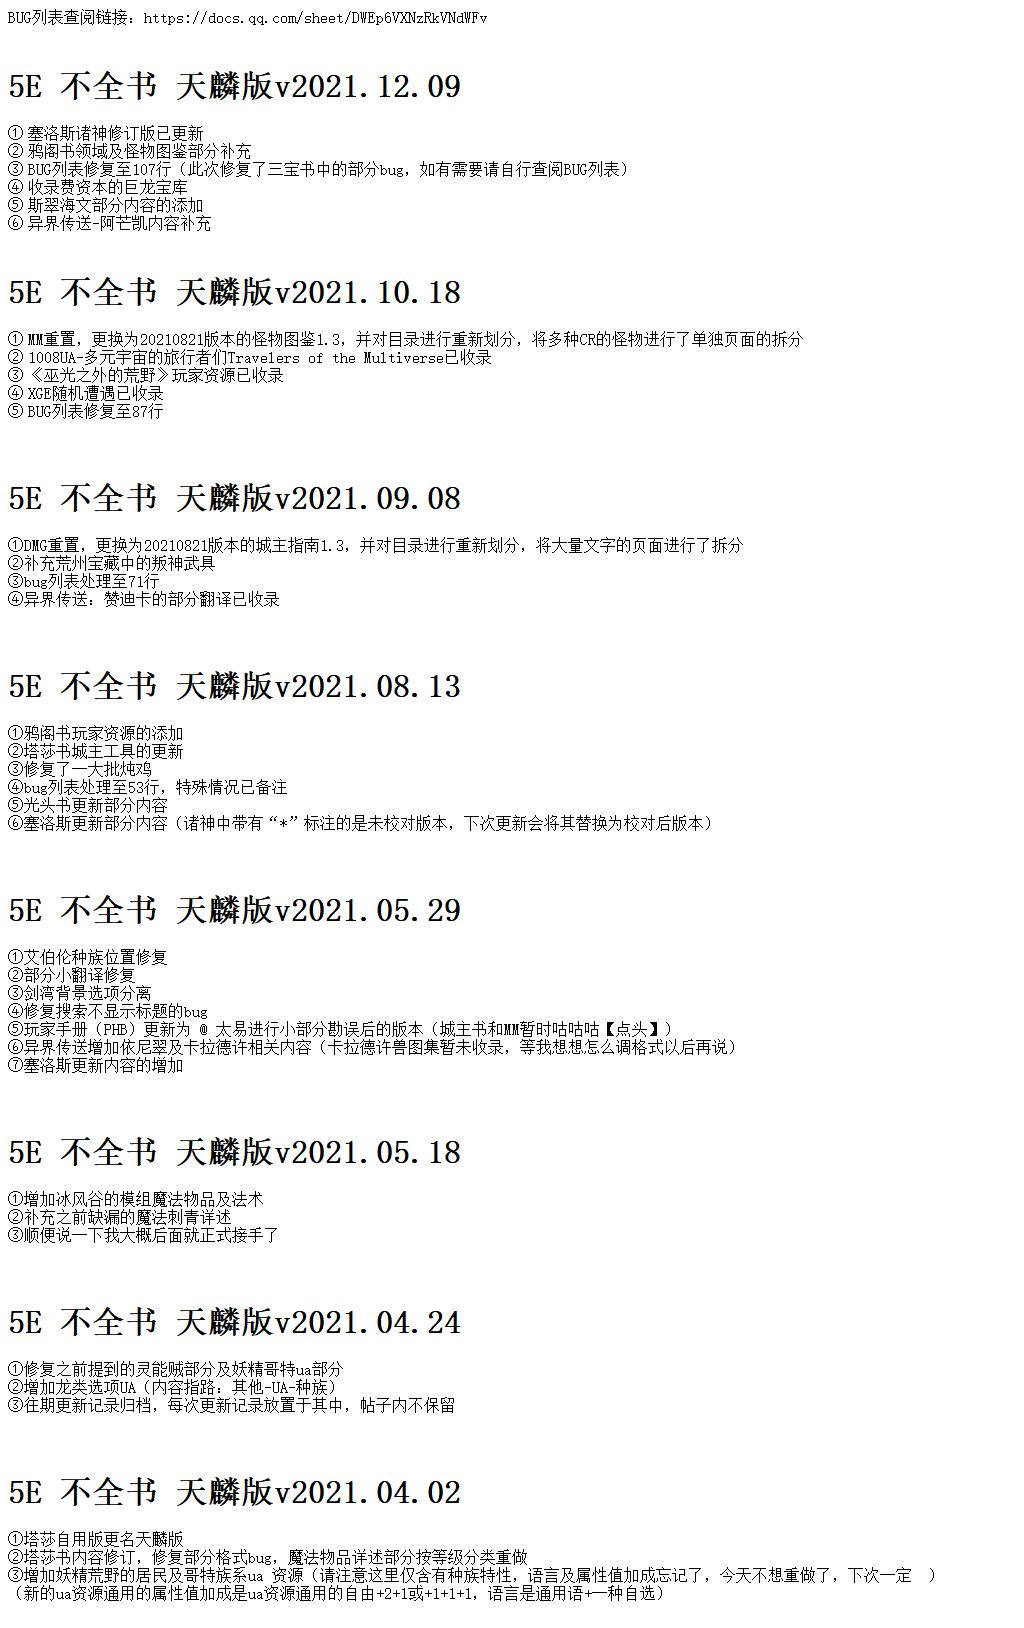 BUG列表查阅链接：https://docs.qq.com/sheet/DWEp6VXNzRkVNdWFv
5E 不全书 天麟版v2021.12.09
① 塞洛斯诸神修订版已更新
② 鸦阁书领域及怪物图鉴部分补充
③ BUG列表修复至107行（此次修复了三宝书中的部分bug，如有需要请自行查阅BUG列表）
④ 收录费资本的巨龙宝库
⑤ 斯翠海文部分内容的添加
⑥ 异界传送-阿芒凯内容补充
5E 不全书 天麟版v2021.10.18
① MM重置，更换为20210821版本的怪物图鉴1.3，并对目录进行重新划分，将多种CR的怪物进行了单独页面的拆分
② 1008UA-多元宇宙的旅行者们Travelers of the Multiverse已收录
③《巫光之外的荒野》玩家资源已收录
④ XGE随机遭遇已收录
⑤ BUG列表修复至87行
5E 不全书 天麟版v2021.09.08
①DMG重置，更换为20210821版本的城主指南1.3，并对目录进行重新划分，将大量文字的页面进行了拆分
②补充荒州宝藏中的叛神武具
③bug列表处理至71行
④异界传送：赞迪卡的部分翻译已收录
5E 不全书 天麟版v2021.08.13
①鸦阁书玩家资源的添加
②塔莎书城主工具的更新
③修复了一大批炖鸡
④bug列表处理至53行，特殊情况已备注
⑤光头书更新部分内容
⑥塞洛斯更新部分内容（诸神中带有“*”标注的是未校对版本，下次更新会将其替换为校对后版本）
5E 不全书 天麟版v2021.05.29
①艾伯伦种族位置修复
②部分小翻译修复
③剑湾背景选项分离
④修复搜索不显示标题的bug
⑤玩家手册（PHB）更新为 @ 太易进行小部分勘误后的版本（城主书和MM暂时咕咕咕【点头】）
⑥异界传送增加依尼翠及卡拉德许相关内容（卡拉德许兽图集暂未收录，等我想想怎么调格式以后再说）
⑦塞洛斯更新内容的增加
5E 不全书 天麟版v2021.05.18
①增加冰风谷的模组魔法物品及法术
②补充之前缺漏的魔法刺青详述
③顺便说一下我大概后面就正式接手了
5E 不全书 天麟版v2021.04.24
①修复之前提到的灵能贼部分及妖精哥特ua部分
②增加龙类选项UA（内容指路：其他-UA-种族）
③往期更新记录归档，每次更新记录放置于其中，帖子内不保留
5E 不全书 天麟版v2021.04.02
①塔莎自用版更名天麟版
②塔莎书内容修订，修复部分格式bug，魔法物品详述部分按等级分类重做
③增加妖精荒野的居民及哥特族系ua 资源（请注意这里仅含有种族特性，语言及属性值加成忘记了，今天不想重做了，下次一定 ）
（新的ua资源通用的属性值加成是ua资源通用的自由+2+1或+1+1+1，语言是通用语+一种自选）